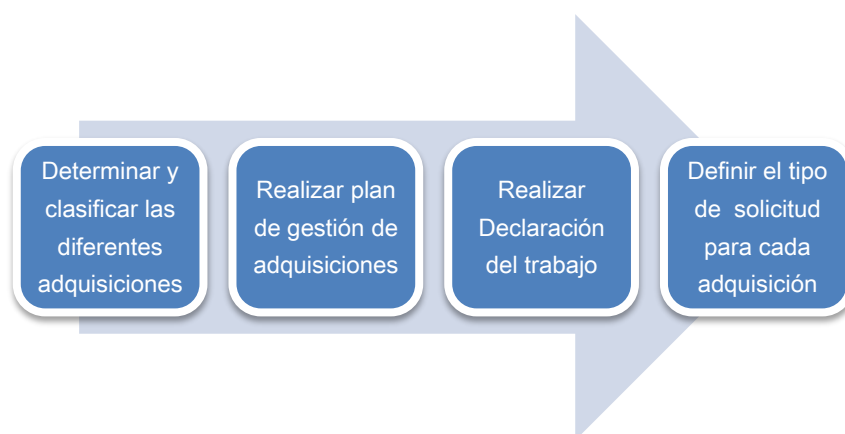 Determinar y
clasificar las
diferentes
adquisiciones
Realizar plan
de gestión de
adquisiciones
Realizar
Declaración
del trabajo
Definir el tipo
de solicitud
para cada
adquisición